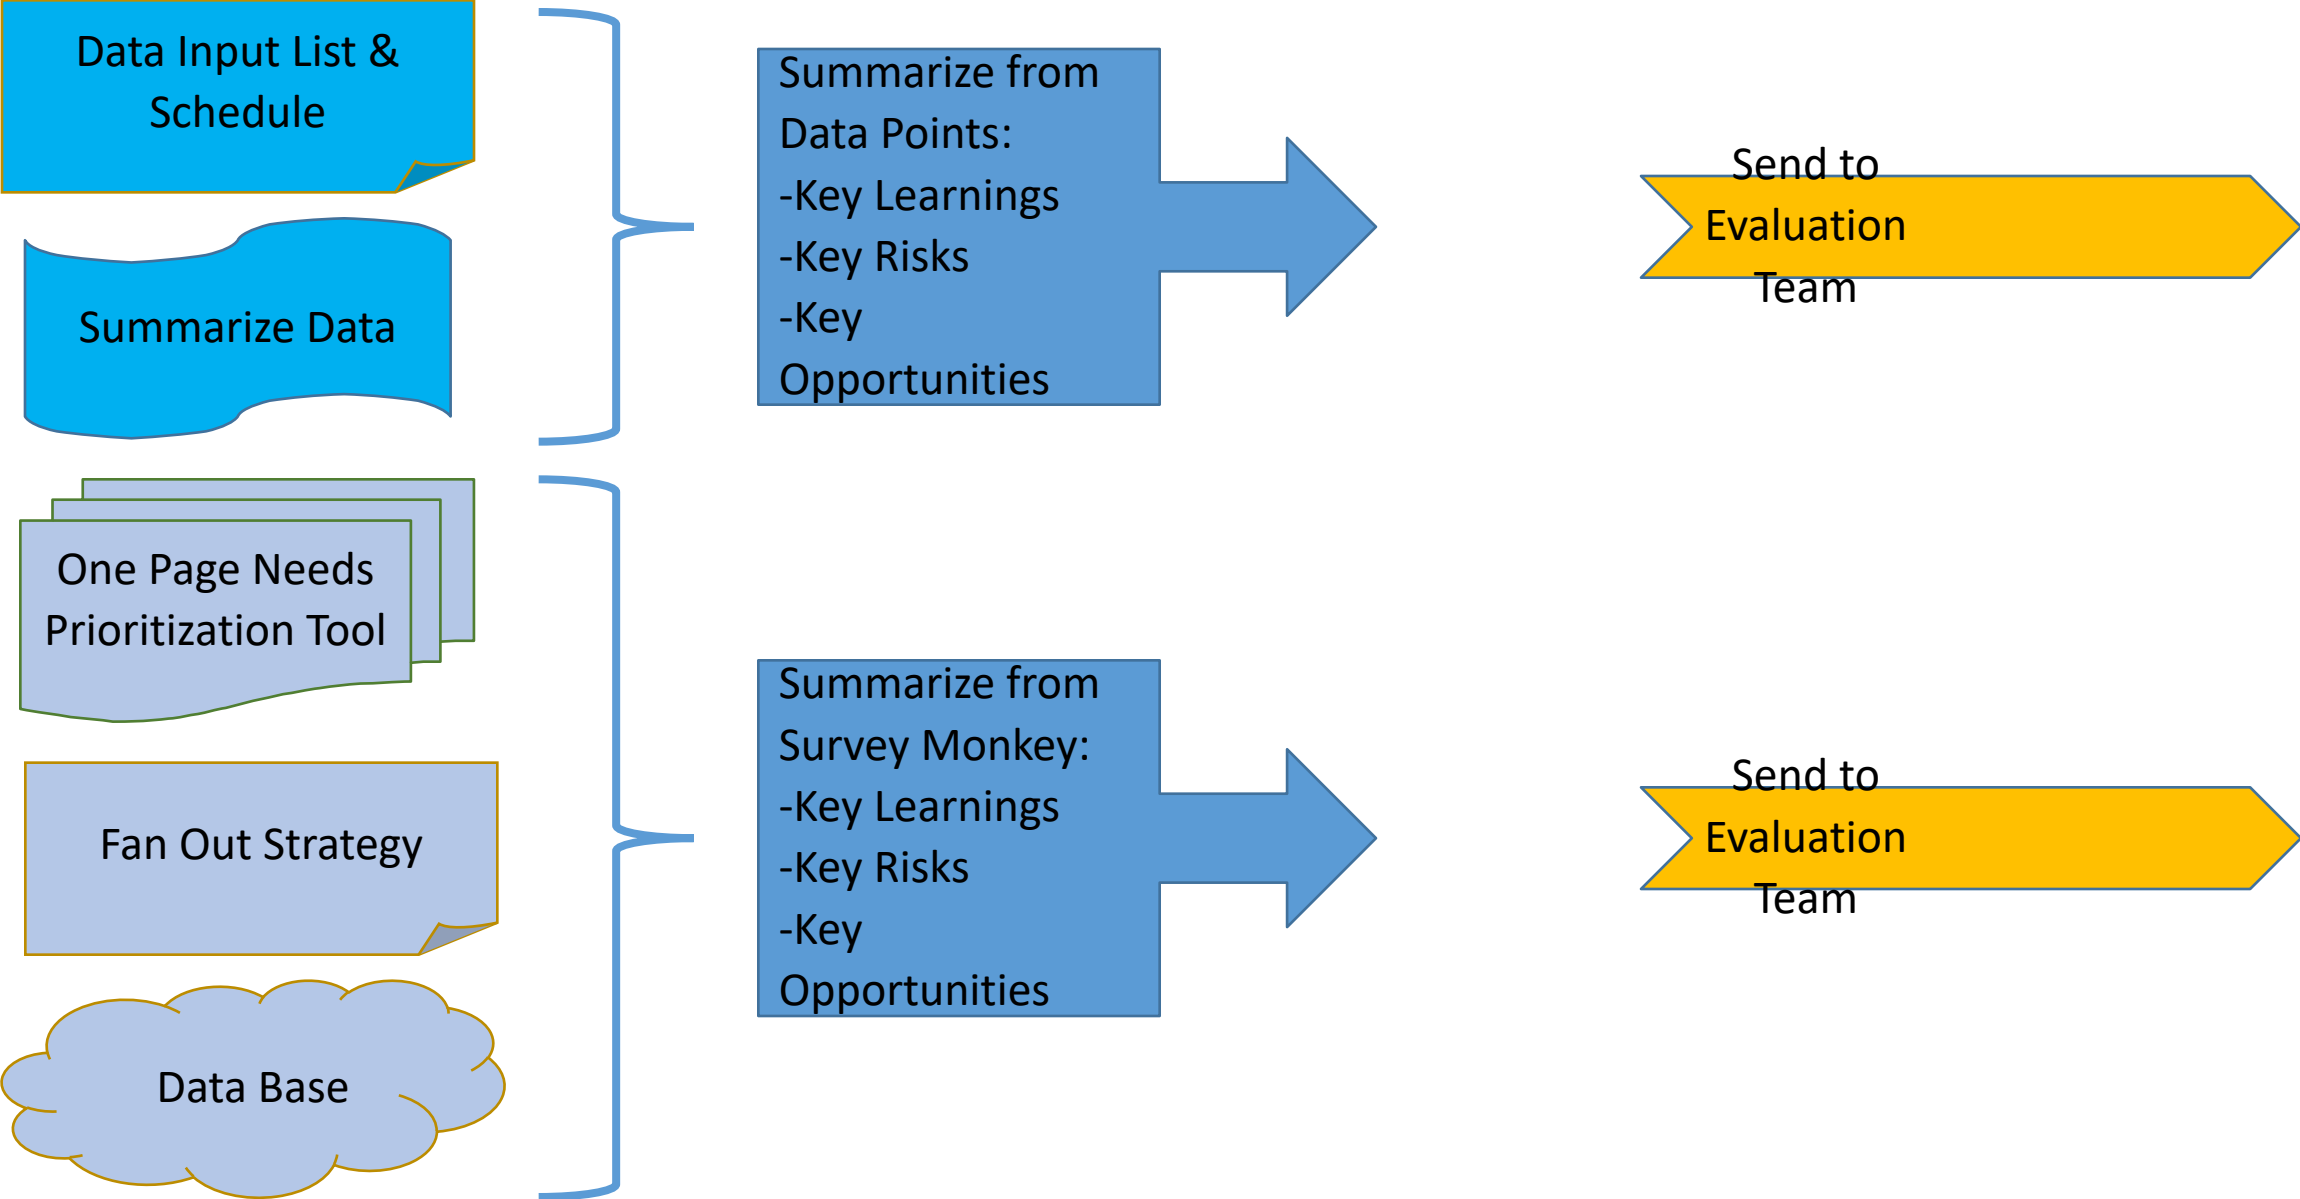 Data Input List &
Schedule
Summarize Data
Summarize from
Data Points:
-Key Learnings
-Key Risks
-Key
Opportunities
Send to
Evaluation
Team
One Page Needs
Prioritization Tool
Fan Out Strategy
Data Base
Summarize from
Survey Monkey:
-Key Learnings
-Key Risks
-Key
Opportunities
Send to
Evaluation
Team